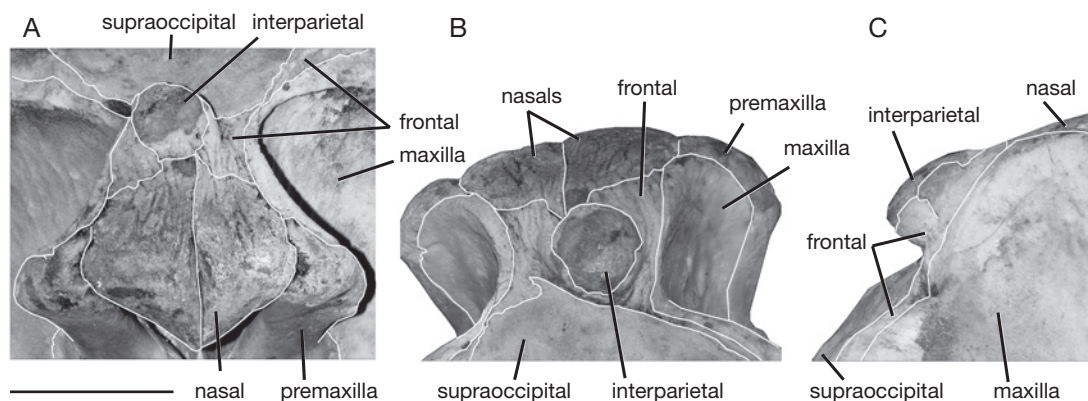 A
supraoccipital
interparietal
frontal
maxilla
nasal
premaxilla
B
nasals
frontal
premaxilla
maxilla
supraoccipital
interparietal
C
nasal
interparietal
frontal
supraoccipital
maxilla